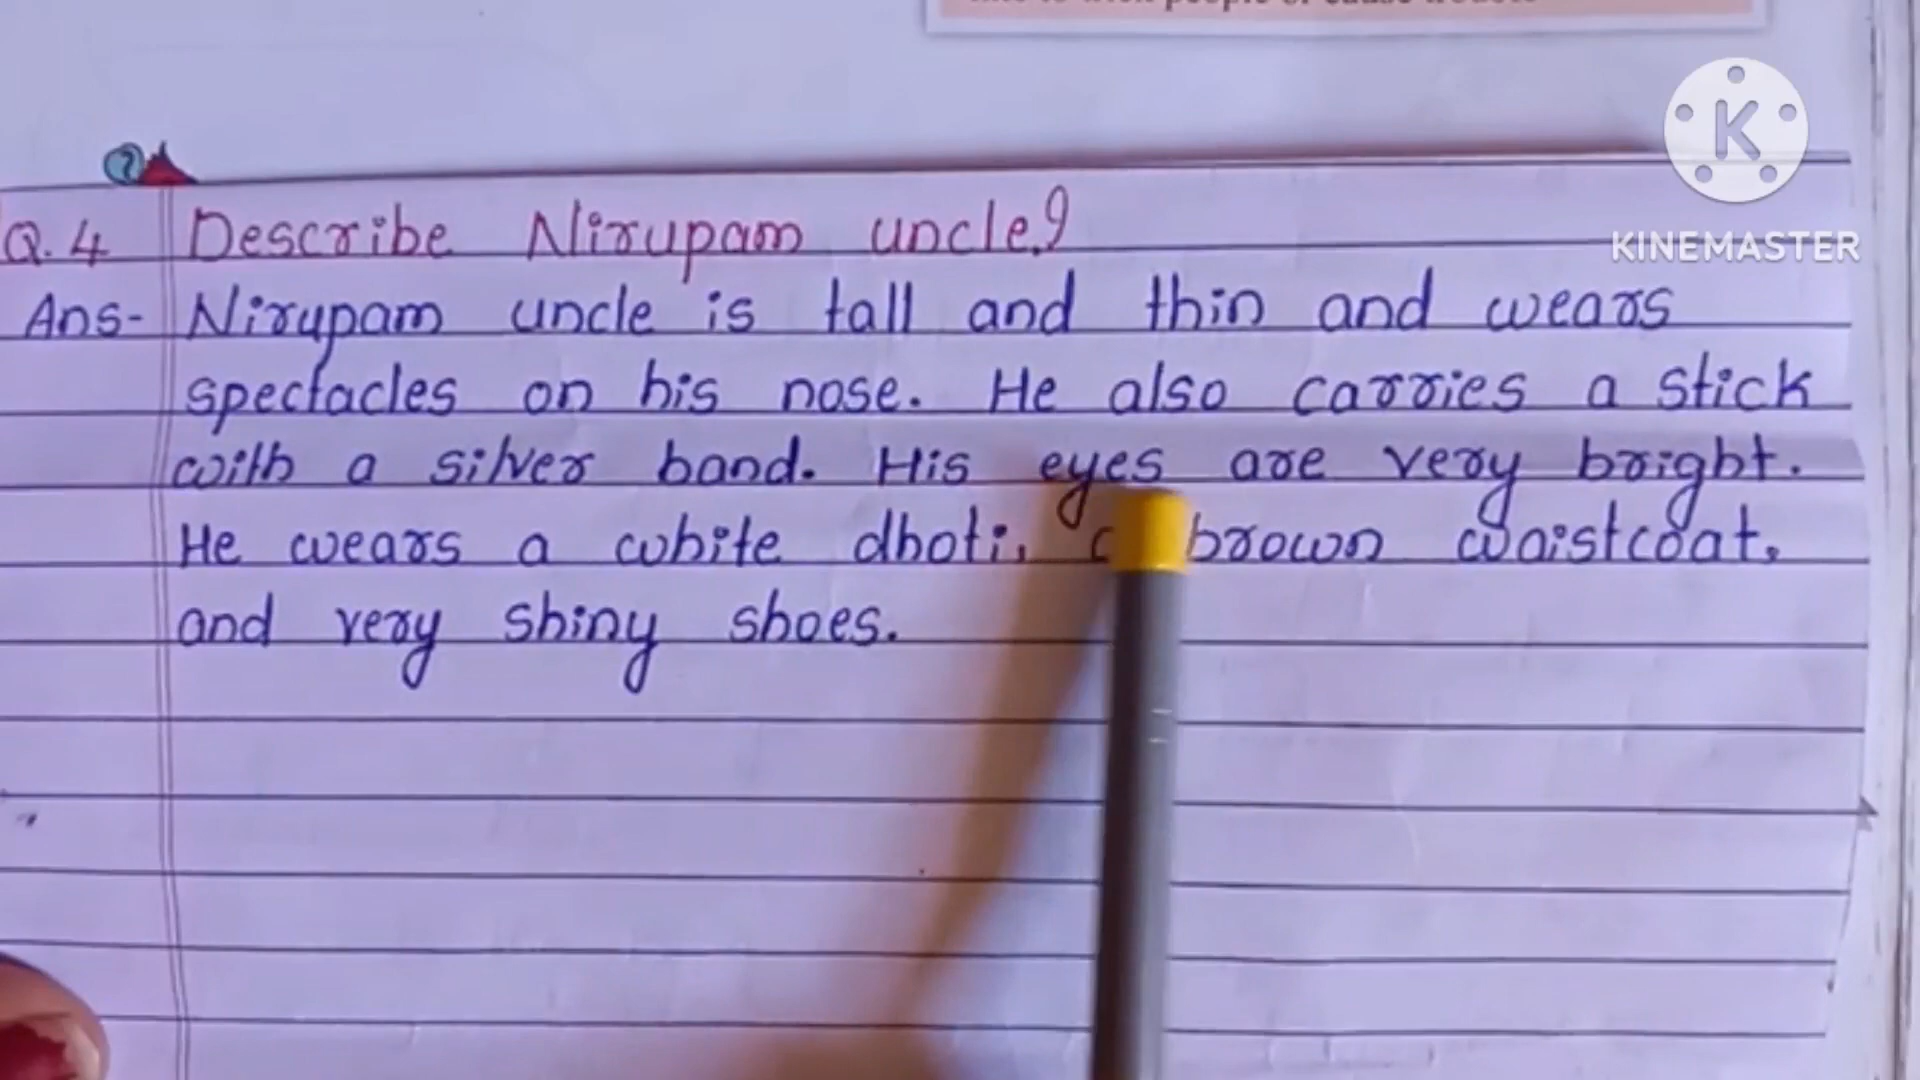 KINEMASTER
Q.4 Describe Nirupam uncle.?
Ans- Nirupam uncle is tall and thin and wears
spectacles on his nose. He also carries a stick
with a silver band. His eyes are very bright.
He wears a white dhoti, brown waistcoat,
and very shiny shoes.